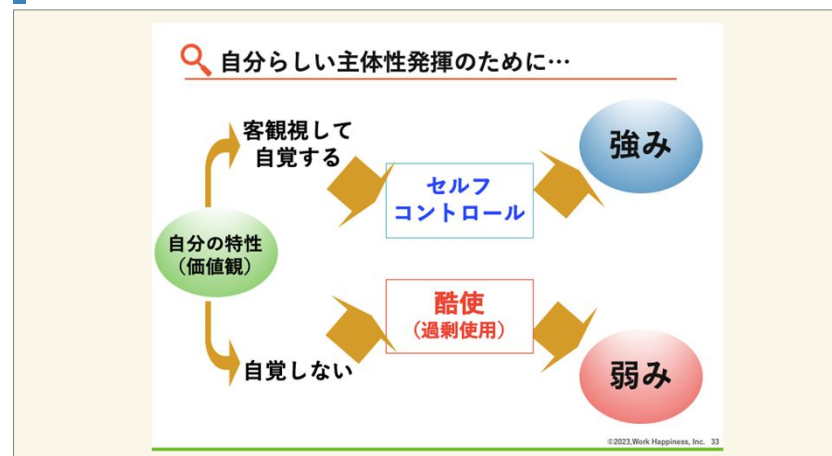 自分らしい主体性発揮のために…
客観視して
自覚する
セルフ
コントロール
強み
自分の特性
（価値観）
酷使
（過剰使用）
自覚しない
弱み
©2023,Work Happiness, Inc. 33